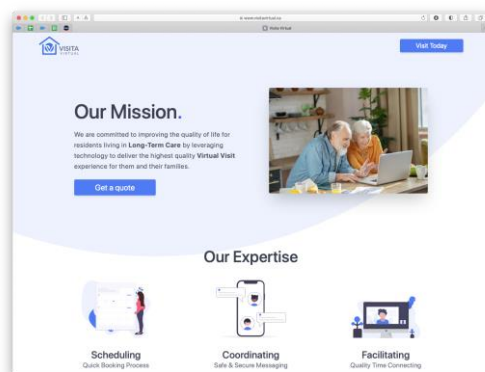 VISITA
VIRTUAL
Visit Today
Our Mission.
We are committed to improving the quality of life for
residents living in Long-Term Care by leveraging
technology to deliver the highest quality Virtual Visit
experience for them and their families.
Get a quote
Our Expertise
Scheduling
Quick Booking Process
Coordinating
Safe & Secure Messaging
Facilitating
Quality Time Connecting